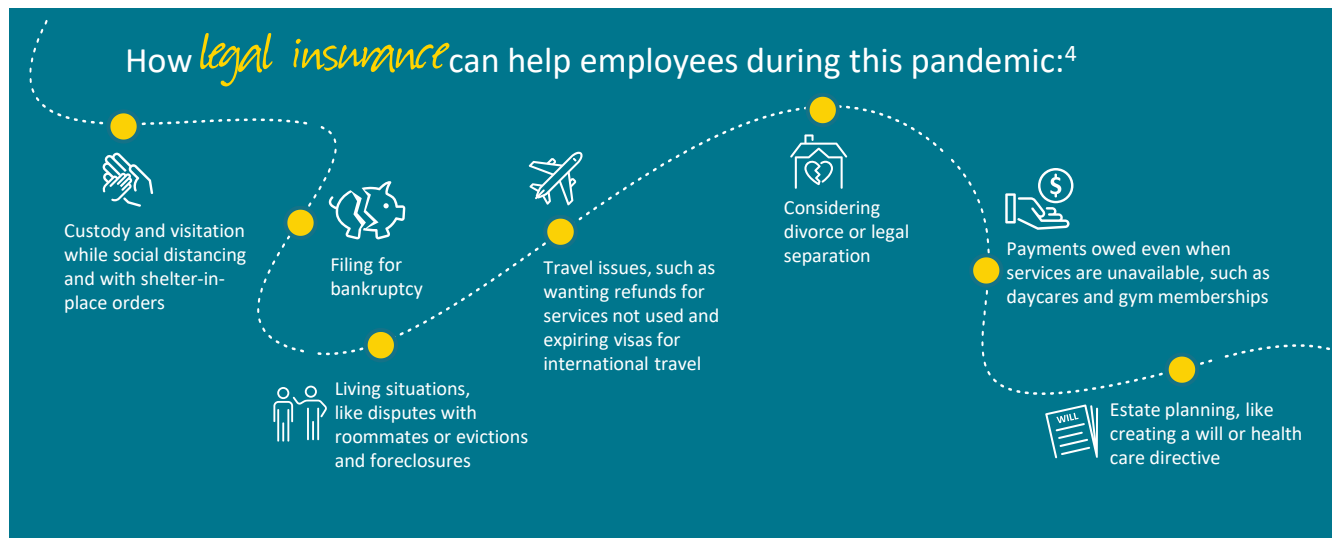 How legal insurance can help employees during this pandemic:4
Custody and visitation
while social distancing
and with shelter-in-
place orders
Filing for
bankruptcy
Living situations,
like disputes with
roommates or evictions
and foreclosures
Travel issues, such as
wanting refunds for
services not used and
expiring visas for
international travel
Considering
divorce or legal
separation
$
Payments owed even when
services are unavailable, such as
daycares and gym memberships
WILL
Estate planning, like
creating a will or health
care directive